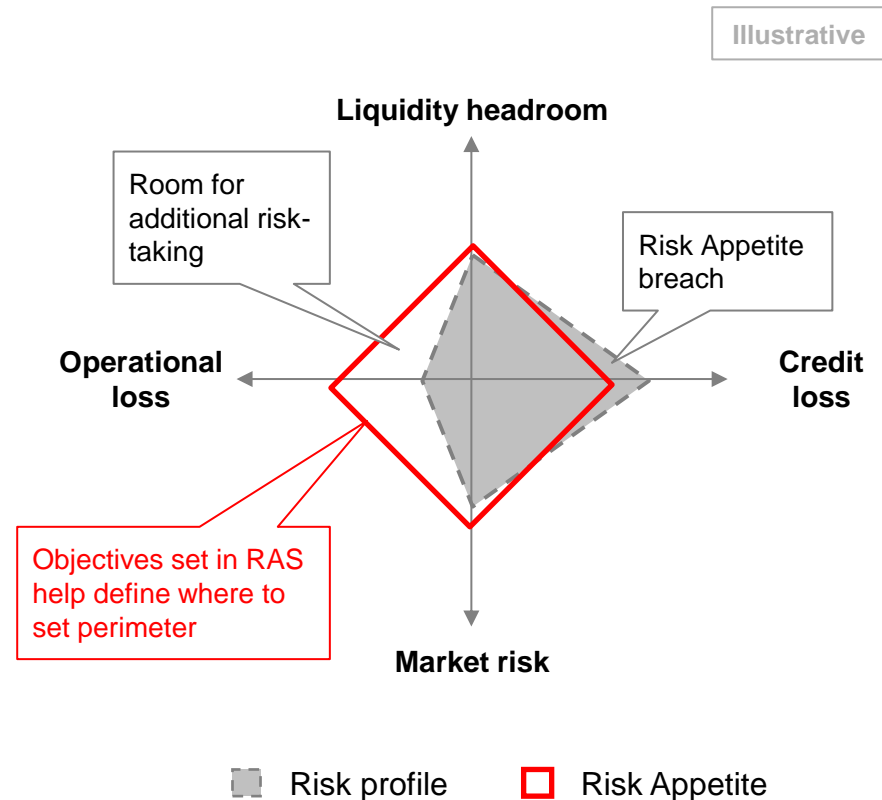 Illustrative
Liquidity headroom
Room for
additional risk-
taking
Risk Appetite
breach
Operational
loss
Credit
loss
Objectives set in RAS
help define where to
set perimeter
Market risk
Risk profile
Risk Appetite